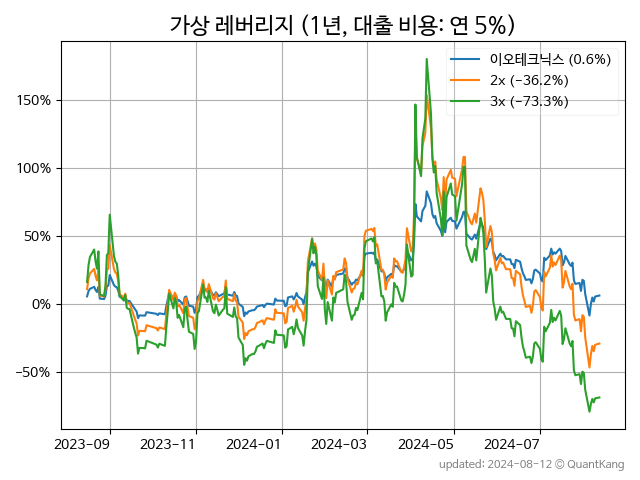 가상 레버리지 (1년, 대출 비용: 연 5%)
이오테크닉스 (0.6%)
2x (−36.2%)
3x (−73.3%)
150%
100%
50%
0%
−50%
2023-09
2023-11
2024-01
2024-03
2024-05
2024-07
updated: 2024-08-12 © QuantKang